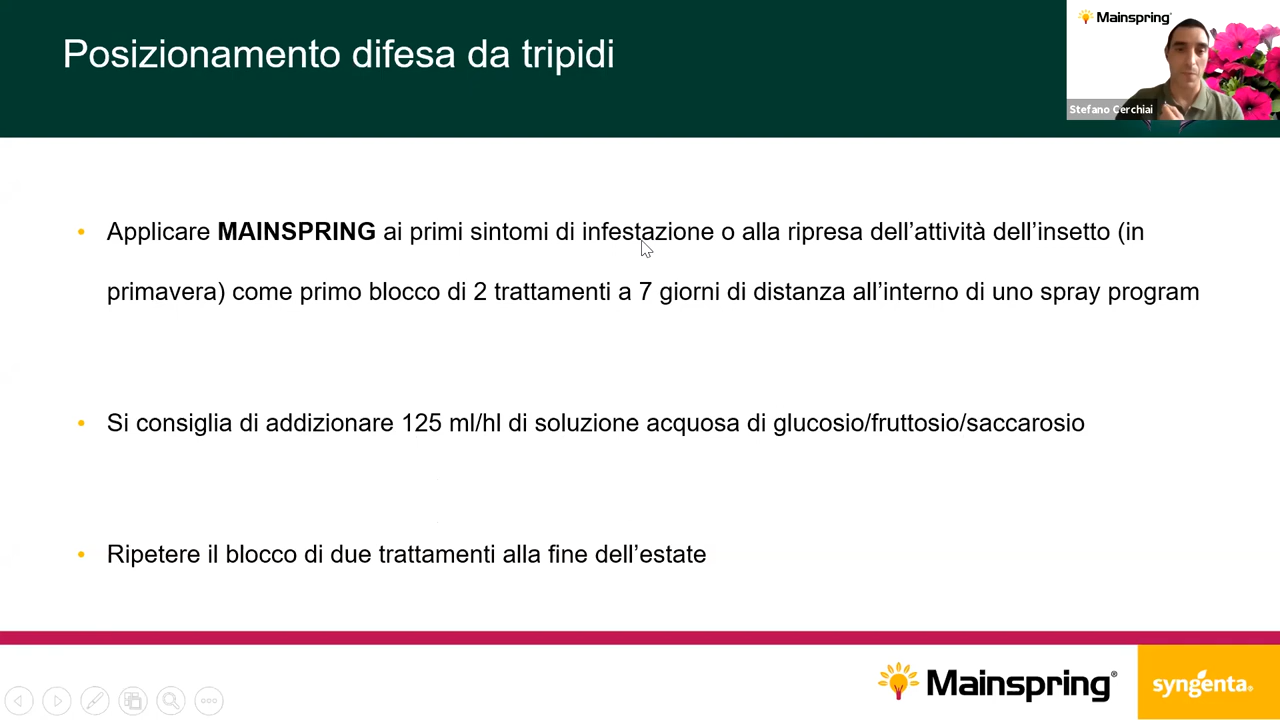 Posizionamento difesa da tripidi
Mainspring®
Stefano Cerchiai
• Applicare MAINSPRING ai primi sintomi di infestazione o alla ripresa dell’attività dell’insetto (in
primavera) come primo blocco di 2 trattamenti a 7 giorni di distanza all’interno di uno spray program
• Si consiglia di addizionare 125 ml/hl di soluzione acquosa di glucosio/fruttosio/saccarosio
• Ripetere il blocco di due trattamenti alla fine dell’estate
Mainspring®
syngenta®